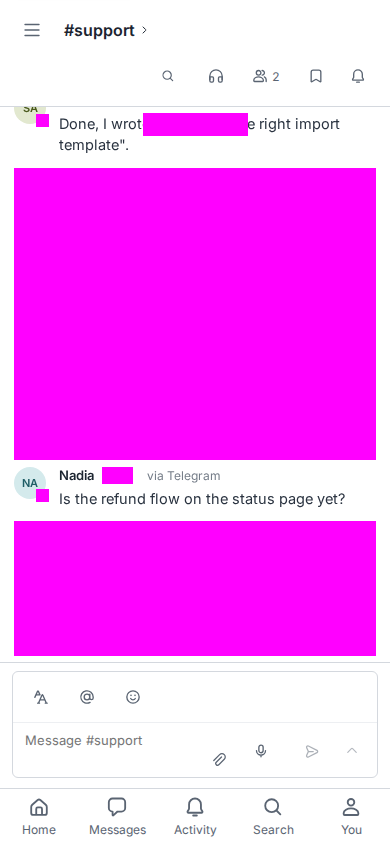 #support
2
SA
Done, I wrot e right import
template".
NA
Nadia via Telegram
Is the refund flow on the status page yet?
Message #support
Home Messages Activity Search You